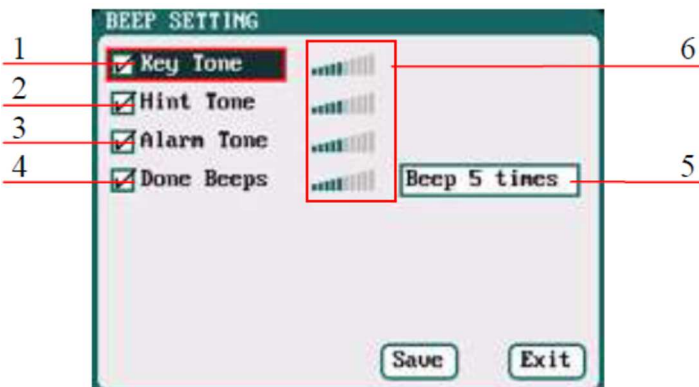 BEEP SETTING
1 Key Tone 6
2 Hint Tone
3 Alarm Tone
4 Done Beeps Beep 5 times 5
Save Exit